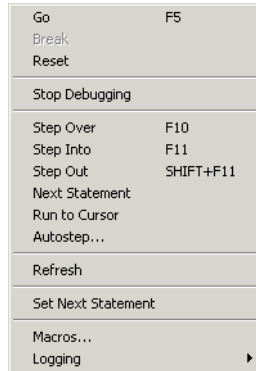 Go F5
Break
Reset
Stop Debugging
Step Over F10
Step Into F11
Step Out SHIFT+F11
Next Statement
Run to Cursor
Autostep...
Refresh
Set Next Statement
Macros...
Logging